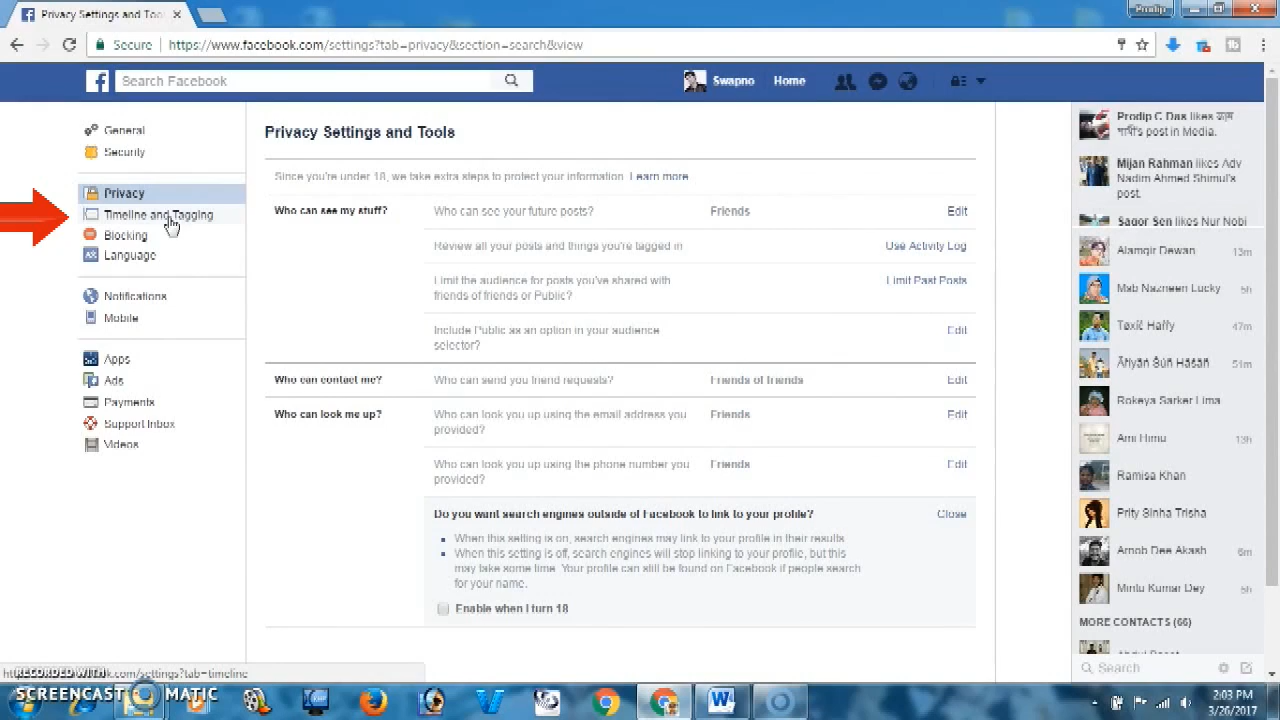 Privacy Settings and Too
Prodip
Secure
https://www.facebook.com/settings?tab=privacy&section=search&view
Search Facebook
Swapno
Home
General
Security
Privacy
Timeline and Tagging
Blocking
Language
Notifications
Mobile
Apps
Ads
Payments
Support Inbox
Videos
Privacy Settings and Tools
Since you're under 18, we take extra steps to protect your information. Learn more
Who can see my stuff?
Who can see your future posts?
Friends
Edit
Review all your posts and things you're tagged in
Use Activity Log
Limit the audience for posts you've shared with
friends of friends or Public?
Limit Past Posts
Include Public as an option in your audience
selector?
Edit
Who can contact me?
Who can send you friend requests?
Friends of friends
Edit
Who can look me up?
Who can look you up using the email address you
provided?
Friends
Edit
Who can look you up using the phone number you
provided?
Friends
Edit
Do you want search engines outside of Facebook to link to your profile?
Close
When this setting is on, search engines may link to your profile in their results
When this setting is off, search engines will stop linking to your profile, but this
may take some time. Your profile can still be found on Facebook if people search
for your name.
Enable when I turn 18
Prodip C Das likes
post in Media.
Mijan Rahman likes Adv
Nadim Ahmed Shimul's
post.
Sagor Sen likes Nur Nobi
Alamgir Dewan 13m
Mab Nazneen Lucky 5h
47m
51m
Rokeya Sarker Lima
Ami Himu 13h
Ramisa Khan
Prity Sinha Trisha
Arnob Dee Akash 6m
Mintu Kumar Dey 5h
MORE CONTACTS (66)
Search
.com/settings?tab=timeline
RECORDED WITH
SCREENCAST MATIC
2:03 PM
3/26/2017